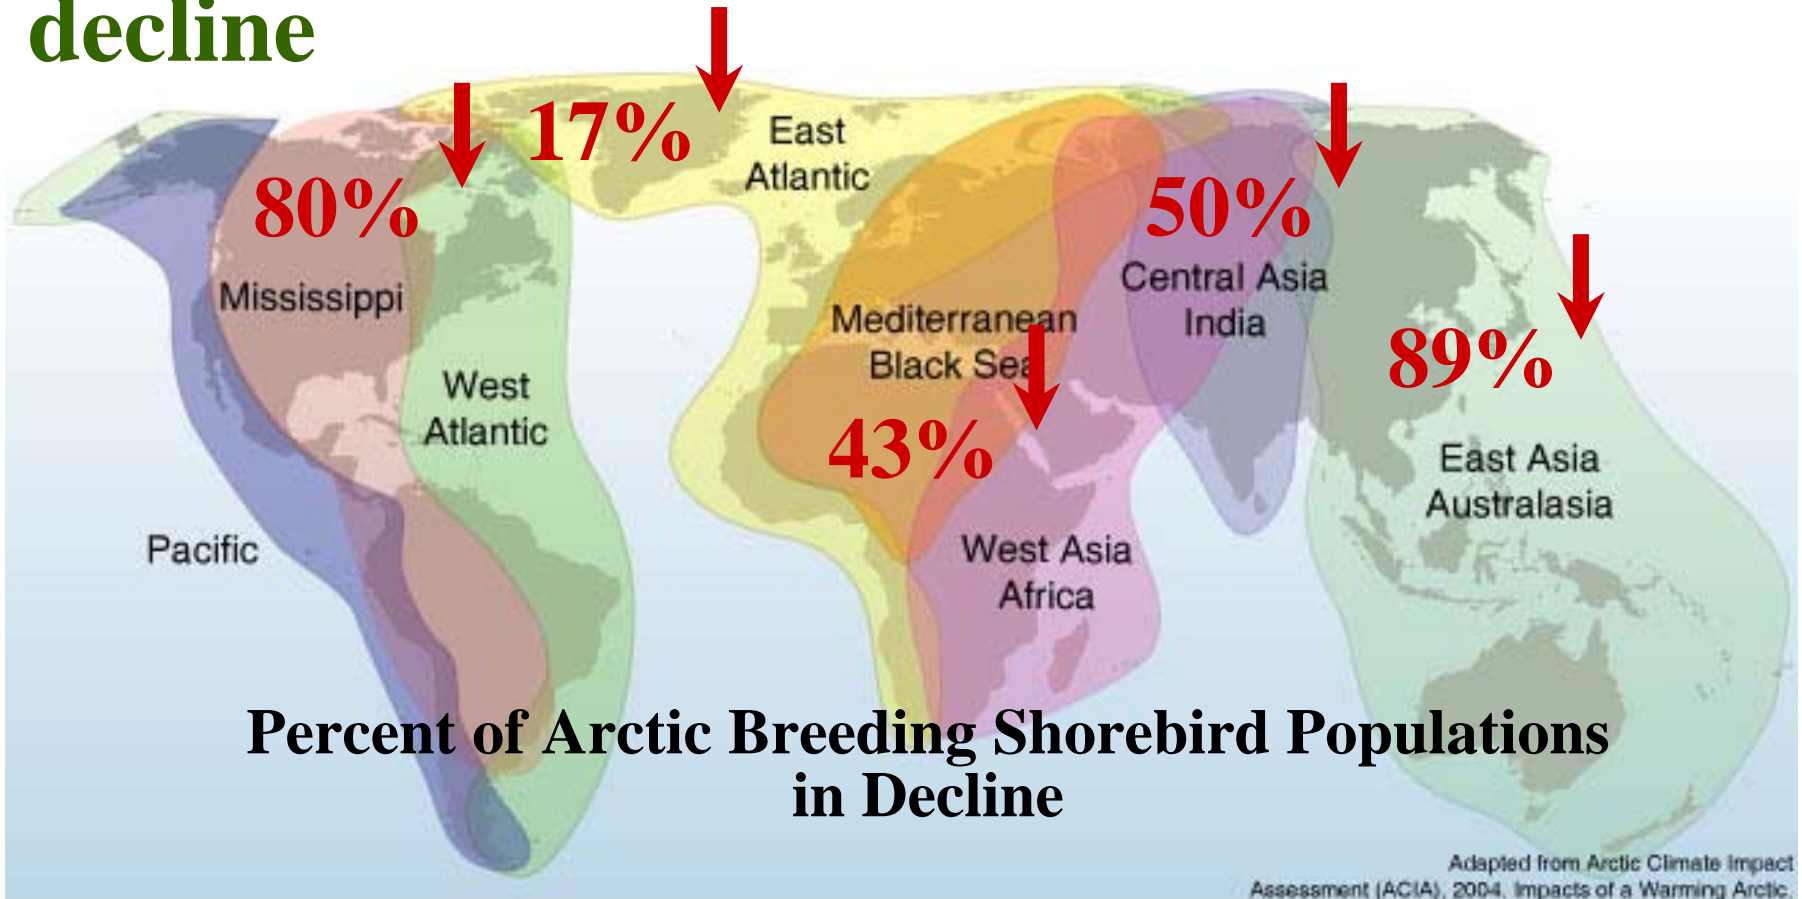 decline
17%
East
Atlantic
80%
50%
Mississippi
Central Asia
India
Mediterranean
Black Sea
89%
West
Atlantic
43%
East Asia
Australasia
Pacific
West Asia
Africa
Percent of Arctic Breeding Shorebird Populations
in Decline
Adapted from Arctic Climate Impact
Assessment (ACIA), 2004. Impacts of a Warming Arctic.